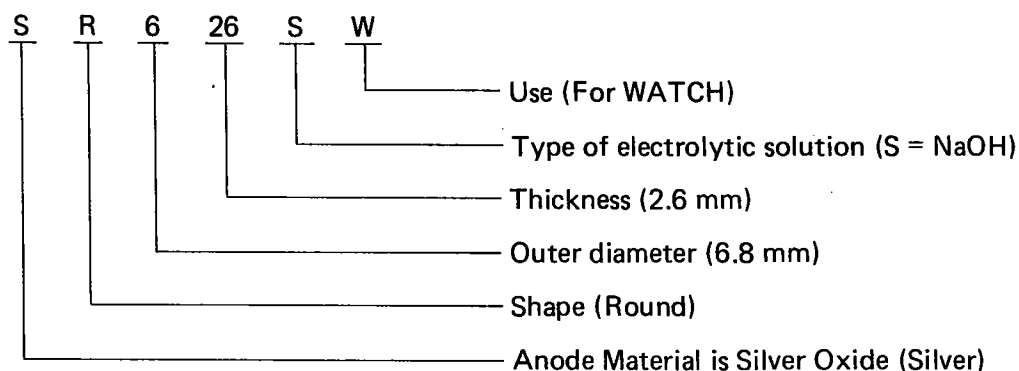 S R 6 26 S W
Use (For WATCH)
Type of electrolytic solution (S = NaOH)
Thickness (2.6 mm)
Outer diameter (6.8 mm)
Shape (Round)
Anode Material is Silver Oxide (Silver)